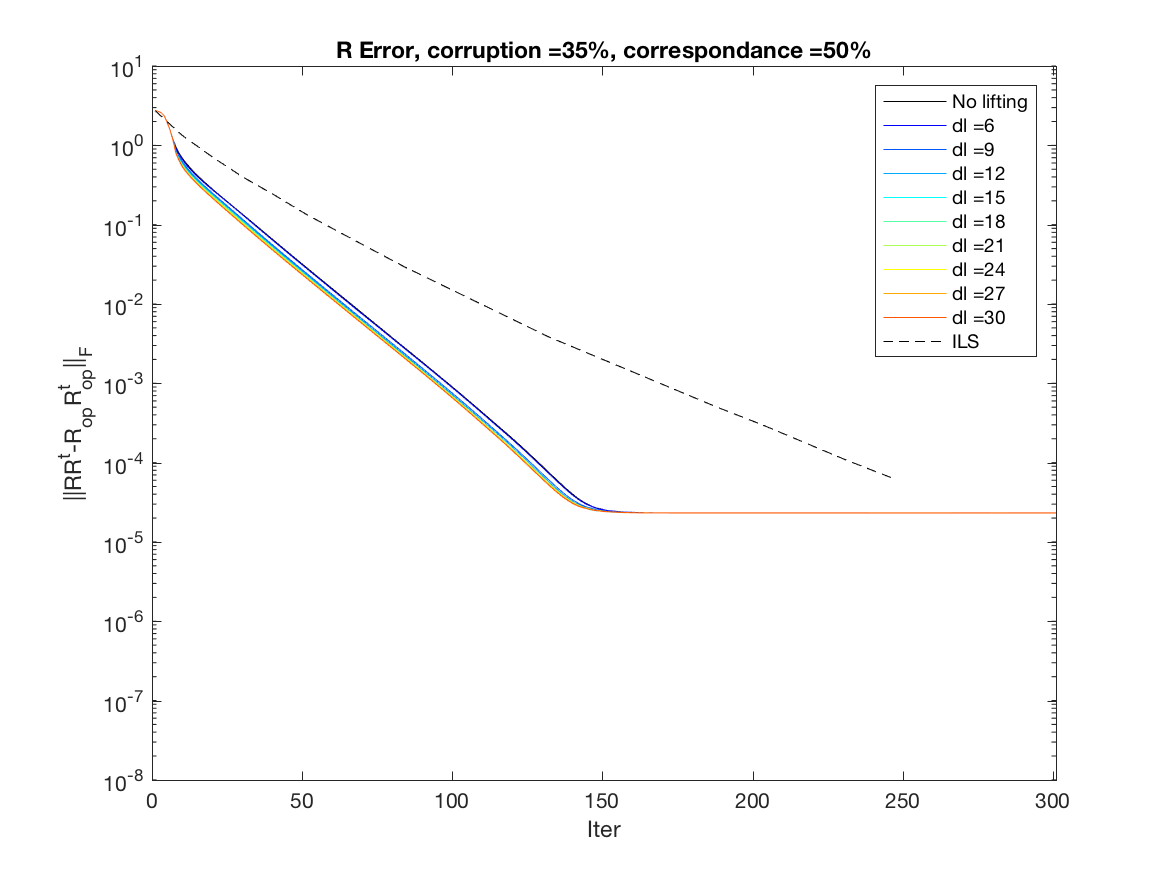 R Error, corruption =35%, correspondance =50%
||RR^t-R_op R^t_op||_F
10^1
10^0
10^-1
10^-2
10^-3
10^-4
10^-5
10^-6
10^-7
10^-8
0 50 100 150 200 250 300
Iter
No lifting
dl =6
dl =9
dl =12
dl =15
dl =18
dl =21
dl =24
dl =27
dl =30
ILS